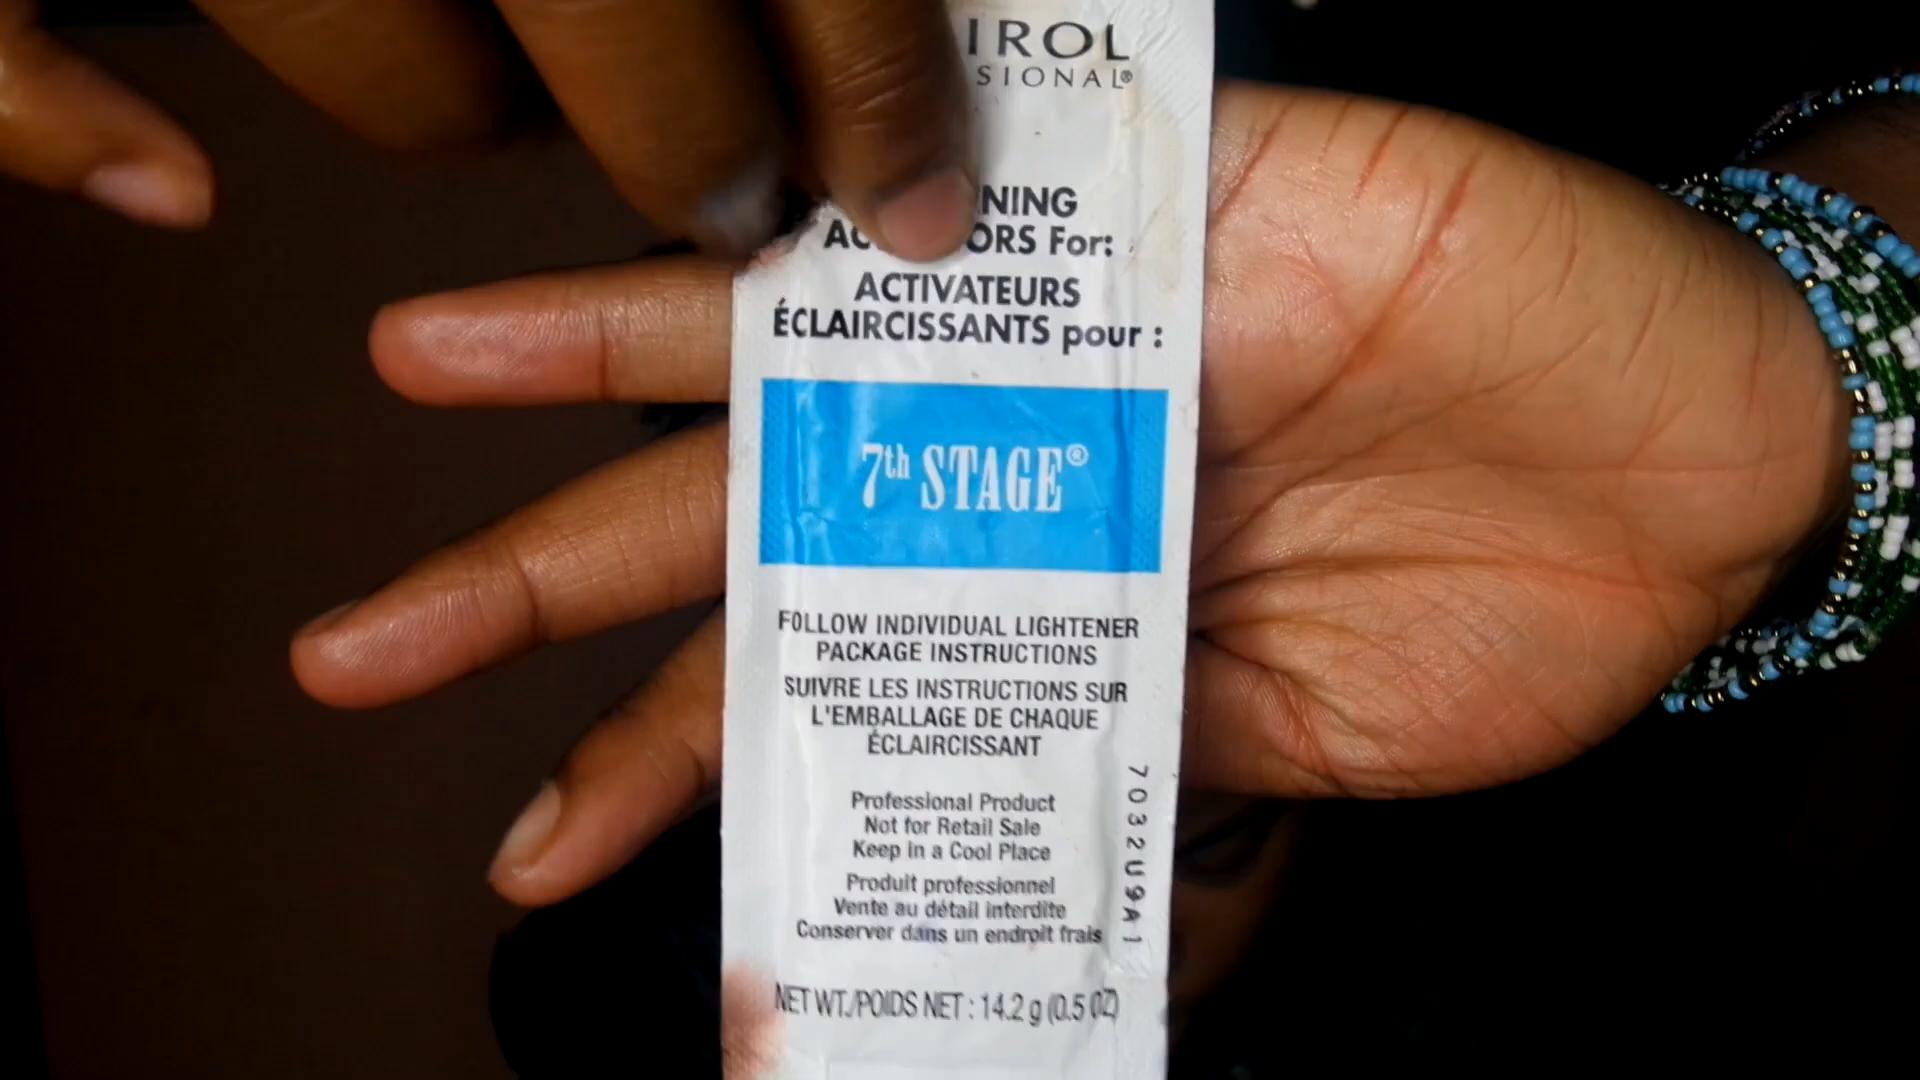 IROL
SIONAL®
NING
AC ORS For:
ACTIVATEURS
ÉCLAIRCISSANTS pour :
7th STAGE®
FOLLOW INDIVIDUAL LIGHTENER
PACKAGE INSTRUCTIONS
SUIVRE LES INSTRUCTIONS SUR
L'EMBALLAGE DE CHAQUE
ÉCLAIRCISSANT
Professional Product
Not for Retail Sale
Keep in a Cool Place
Produit professionnel
Vente au détail interdite
Conserver dans un endroit frais
7032U9A1
NET WT./POIDS NET : 14.2 g (0.5 OZ)